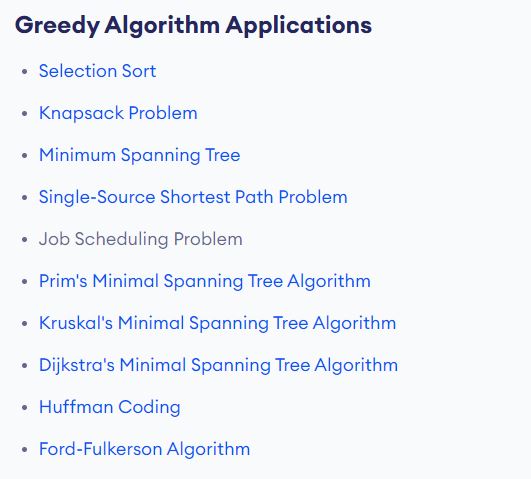 Greedy Algorithm Applications
Selection Sort
Knapsack Problem
Minimum Spanning Tree
Single-Source Shortest Path Problem
Job Scheduling Problem
Prim's Minimal Spanning Tree Algorithm
Kruskal's Minimal Spanning Tree Algorithm
Dijkstra's Minimal Spanning Tree Algorithm
Huffman Coding
Ford-Fulkerson Algorithm